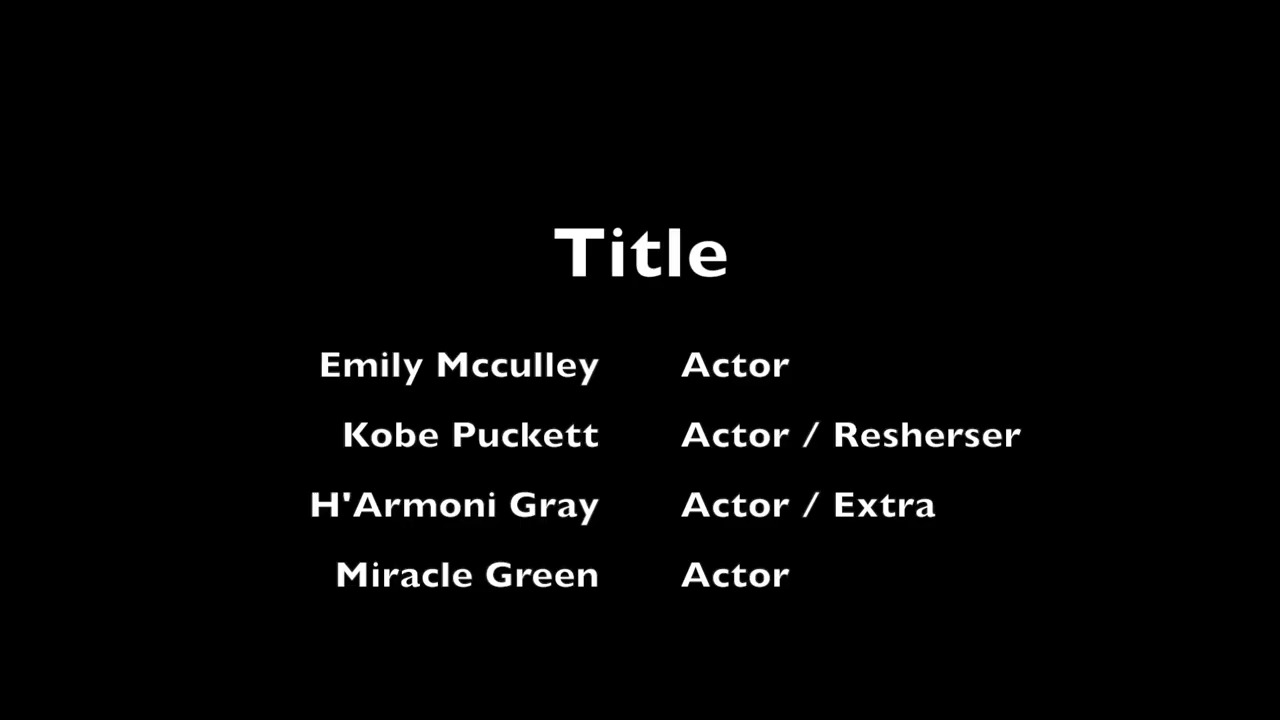 Title
Emily Mcculley Actor
Kobe Puckett Actor / Resherser
H'Armoni Gray Actor / Extra
Miracle Green Actor